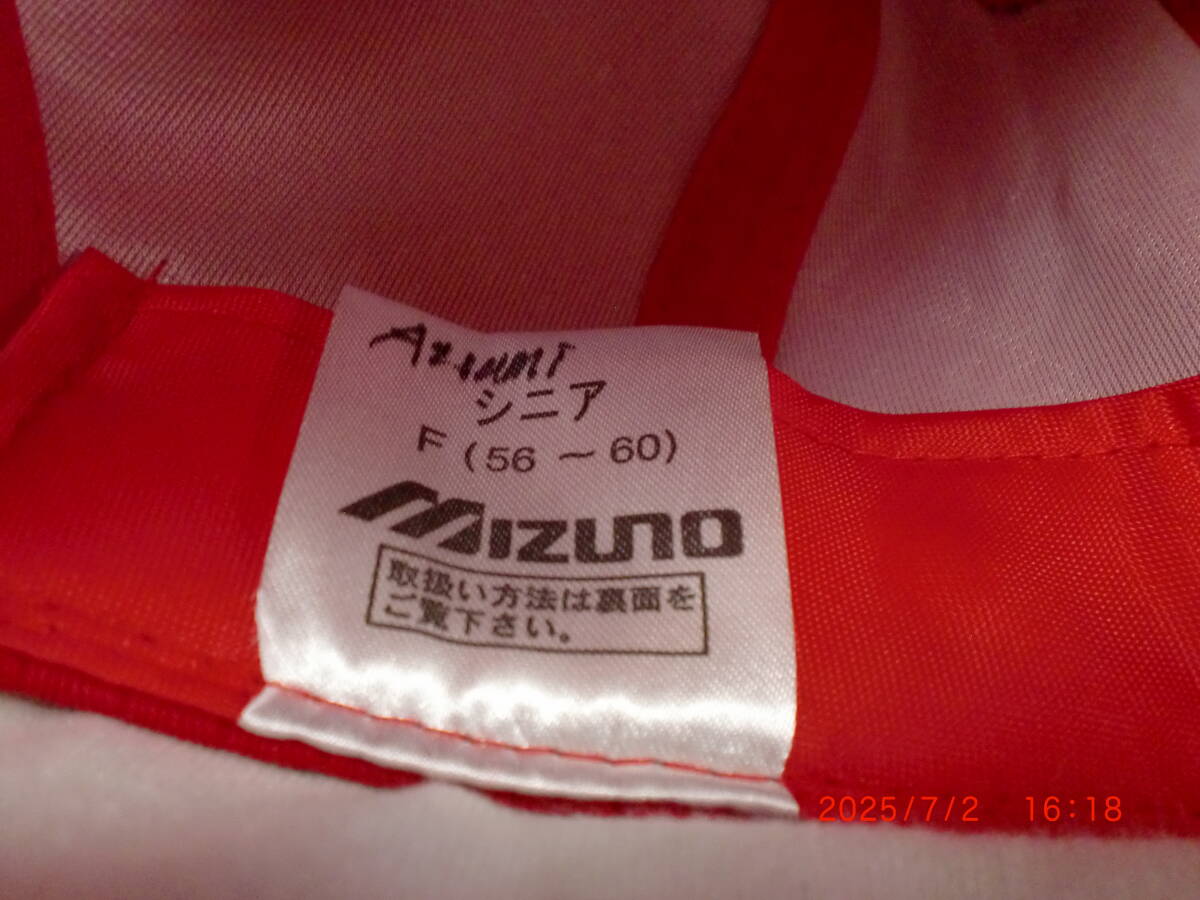 シニア
F (56 ～ 60)
MIZUNO
取扱い方法は裏面を
ご覧下さい。
2025/7/2 16:18